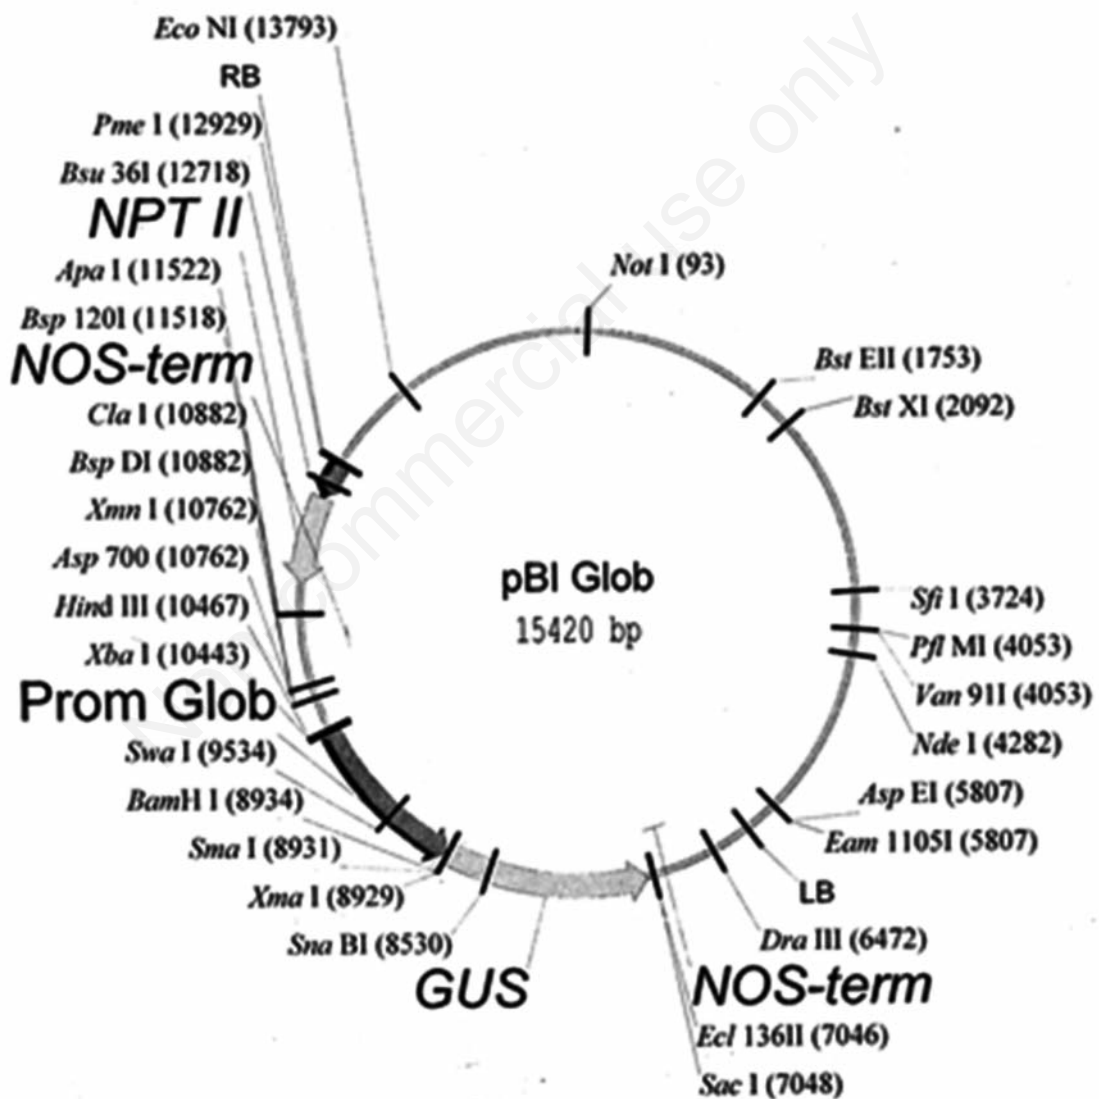 Eco NI (13793)
RB
Pme I (12929)
Bsu 36I (12718)
NPT II
Apa I (11522)
Bsp 120I (11518)
NOS-term
Cla I (10882)
Bsp DI (10882)
Xmn I (10762)
Asp 700 (10762)
Hind III (10467)
Xba I (10443)
Prom Glob
Swa I (9534)
BamH I (8934)
Sma I (8931)
Xma I (8929)
Sna BI (8530)
GUS
Not I (93)
Bst EII (1753)
Bst XI (2092)
pBI Glob
15420 bp
Sfi I (3724)
Pfl MI (4053)
Van 91I (4053)
Nde I (4282)
Asp EI (5807)
Eam 1105I (5807)
LB
Dra III (6472)
NOS-term
Ecl 136II (7046)
Sac I (7048)
Non-commercial use only